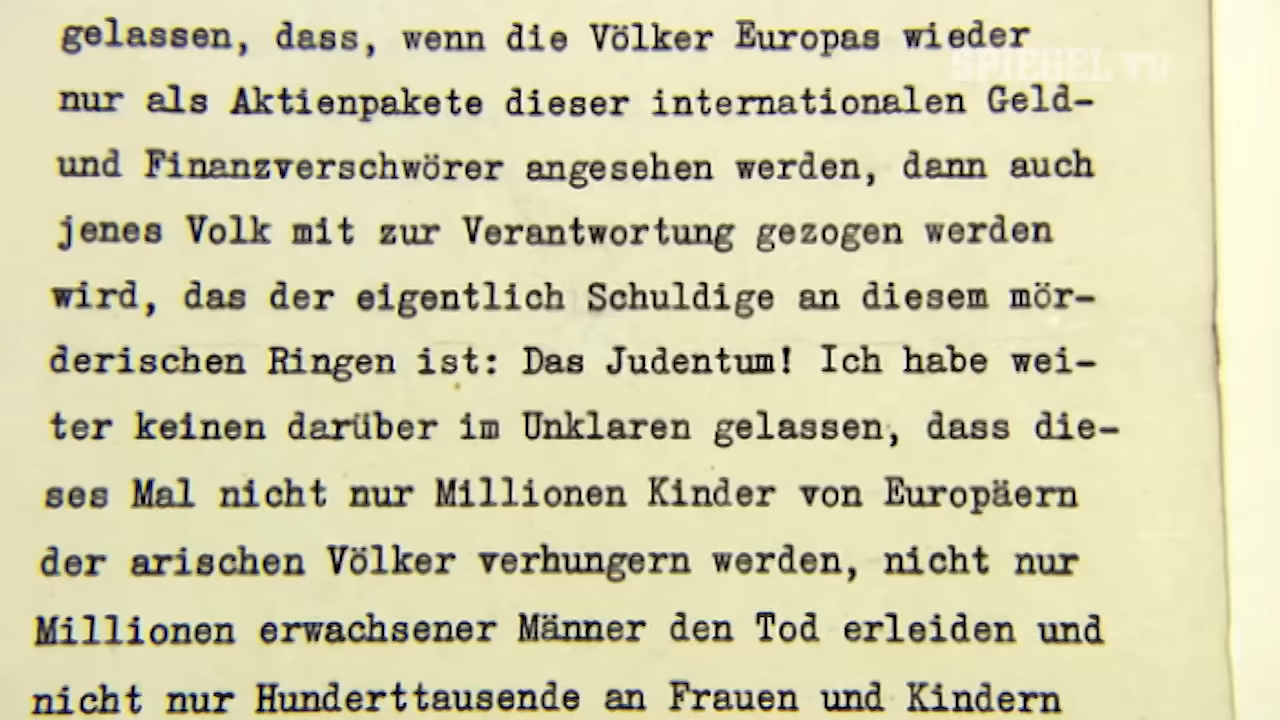 gelassen, dass, wenn die Völker Europas wieder
SPIEGEL TV
nur als Aktienpakete dieser internationalen Geld-
und Finanzverschwörer angesehen werden, dann auch
jenes Volk mit zur Verantwortung gezogen werden
wird, das der eigentlich Schuldige an diesem mör-
derischen Ringen ist: Das Judentum! Ich habe wei-
ter keinen darüber im Unklaren gelassen, dass die-
ses Mal nicht nur Millionen Kinder von Europäern
der arischen Völker verhungern werden, nicht nur
Millionen erwachsener Männer den Tod erleiden und
nicht nur Hunderttausende an Frauen und Kindern